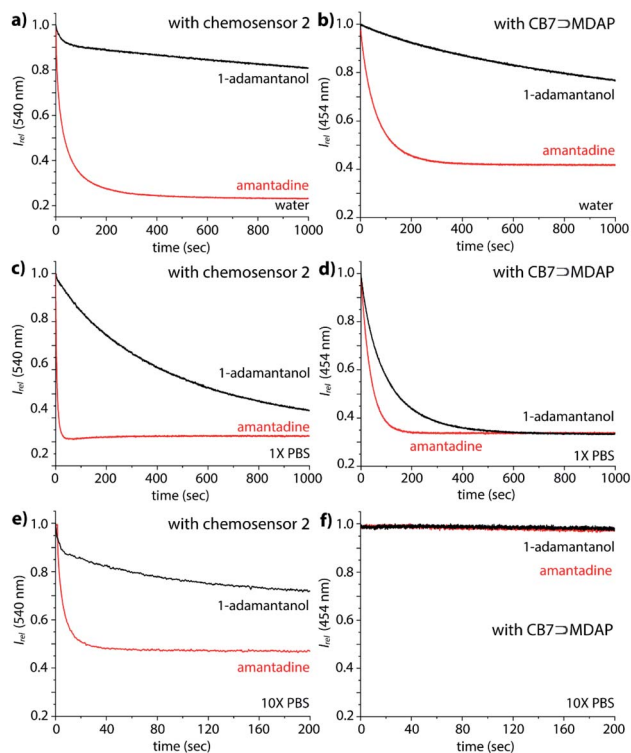 a)
with chemosensor 2
1.0
0.8
0.6
0.4
0.2
Irel (540 nm)
1-adamantanol
amantadine
water
0 200 400 600 800 1000
time (sec)
b)
with CB7⊃MDAP
1.0
0.8
0.6
0.4
0.2
Irel (454 nm)
1-adamantanol
amantadine
water
0 200 400 600 800 1000
time (sec)
c)
with chemosensor 2
1.0
0.8
0.6
0.4
0.2
Irel (540 nm)
1-adamantanol
amantadine
1X PBS
0 200 400 600 800 1000
time (sec)
d)
with CB7⊃MDAP
1.0
0.8
0.6
0.4
0.2
Irel (454 nm)
1-adamantanol
amantadine
1X PBS
0 200 400 600 800 1000
time (sec)
e)
with chemosensor 2
1.0
0.8
0.6
0.4
0.2
Irel (540 nm)
1-adamantanol
amantadine
10X PBS
0 40 80 120 160 200
time (sec)
f)
1.0
0.8
0.6
0.4
0.2
Irel (454 nm)
1-adamantanol
amantadine
with CB7⊃MDAP
10X PBS
0 40 80 120 160 200
time (sec)